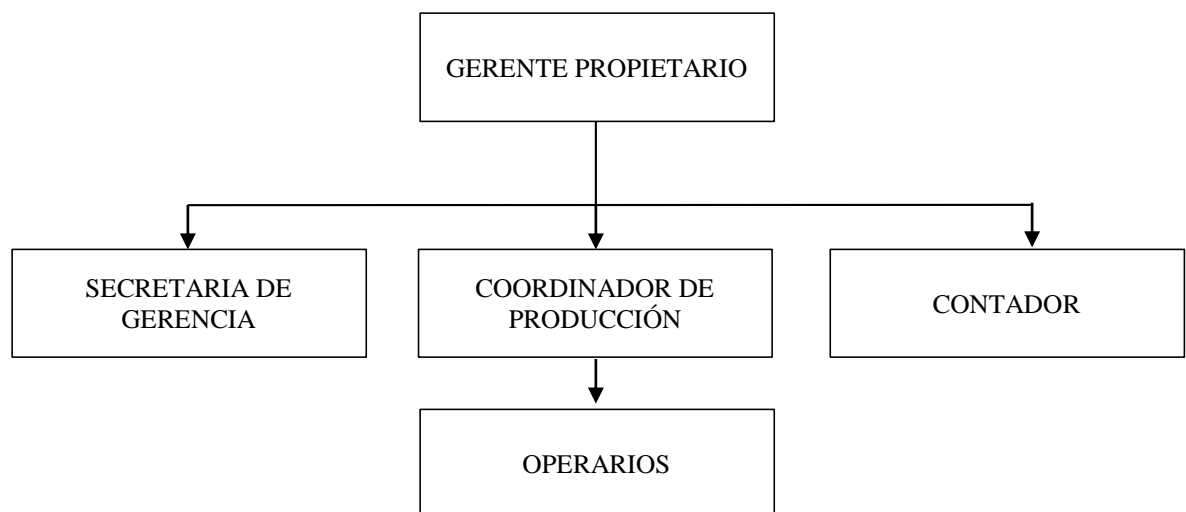 GERENTE PROPIETARIO
SECRETARIA DE
GERENCIA
COORDINADOR DE
PRODUCCIÓN
CONTADOR
OPERARIOS